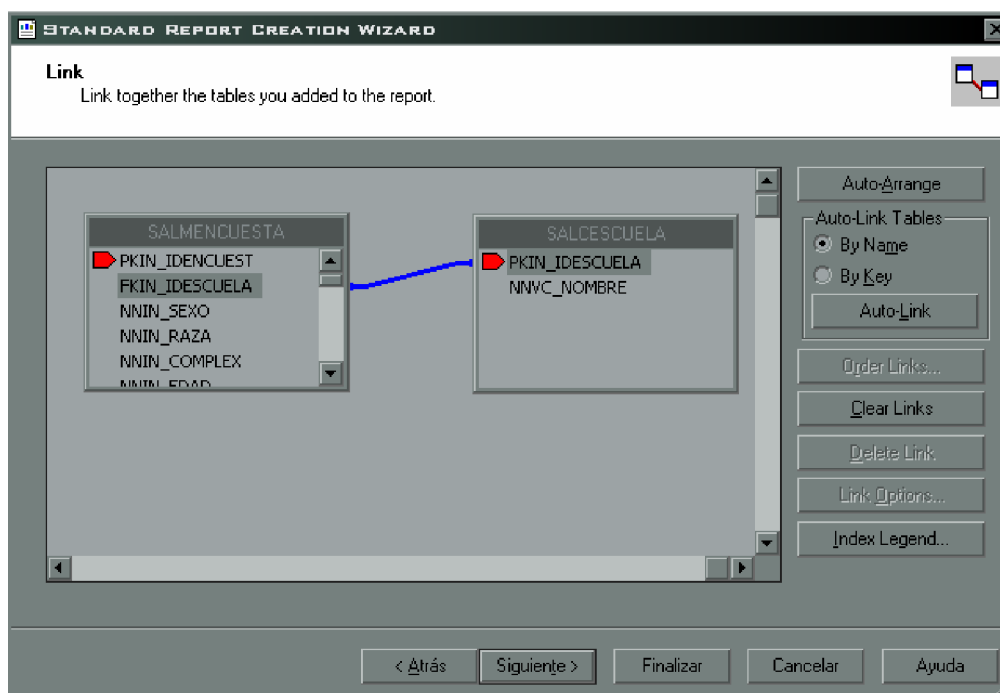 STANDARD REPORT CREATION WIZARD
Link
Link together the tables you added to the report.
SALMENCUESTA
PKIN_IDENCUEST
FKIN_IDESCUELA
NNIN_SEXO
NNIN_RAZA
NNIN_COMPLEX
NNIN_EDAD
SALCESCUELA
PKIN_IDESCUELA
NNVC_NOMBRE
Auto-Arrange
Auto-Link Tables
By Name
By Key
Auto-Link
Order Links...
Clear Links
Delete Link
Link Options...
Index Legend...
< Atrás
Siguiente >
Finalizar
Cancelar
Ayuda